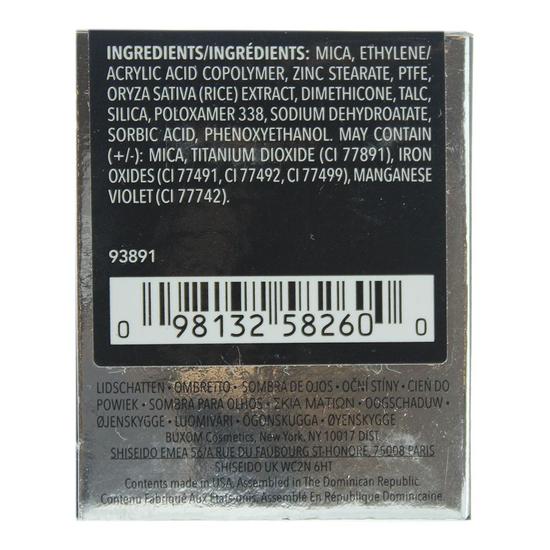 INGREDIENTS/INGRÉDIENTS: MICA, ETHYLENE/
ACRYLIC ACID COPOLYMER, ZINC STEARATE, PTFE,
ORYZA SATIVA (RICE) EXTRACT, DIMETHICONE, TALC,
SILICA, POLOXAMER 338, SODIUM DEHYDROATATE,
SORBIC ACID, PHENOXYETHANOL. MAY CONTAIN
(+/-): MICA, TITANIUM DIOXIDE (CI 77891), IRON
OXIDES (CI 77491, CI 77492, CI 77499), MANGANESE
VIOLET (CI 77742).
93891
0 98132 58260 0
LIDSCHATTEN • OMBRETTO • SOMBRA DE OJOS • OČNÍ STÍNY • CIEŃ DO
POWIEK • SOMBRA PARA OLHOS • ΣΚΙΑ ΜΑΤΙΩΝ • OOGSCHADUW •
ØJENSKYGGE • LUOMIVÄRI • ÖGONSKUGGA • ØYENSKYGGE
BUXOM Cosmetics, New York, NY 10017 DIST.
SHISEIDO EMEA 56/A RUE DU FAUBOURG ST-HONORE, 75008 PARIS
SHISEIDO UK WC2N 6HT
Contents made in USA, Assembled in The Dominican Republic.
Contenu Fabriqué Aux États-unis, Assemblé En République Dominicaine.